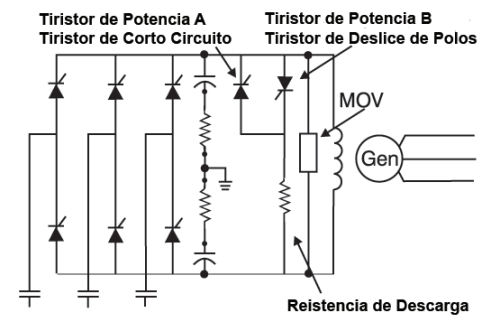 Tiristor de Potencia A
Tiristor de Corto Circuito
Tiristor de Potencia B
Tiristor de Deslice de Polos
MOV
Gen
Reistencia de Descarga